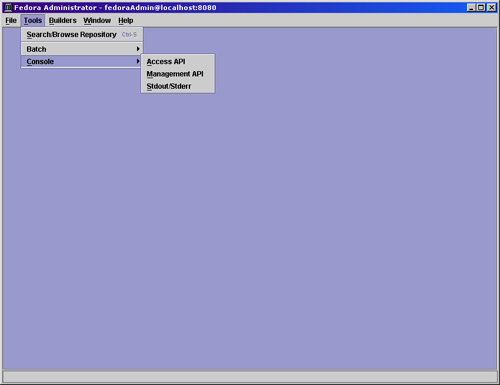 Fedora Administrator - fedoraAdmin@localhost:8080
File Tools Builders Window Help
Search/Browse Repository Ctrl-S
Batch
Console
Access API
Management API
Stdout/Stderr